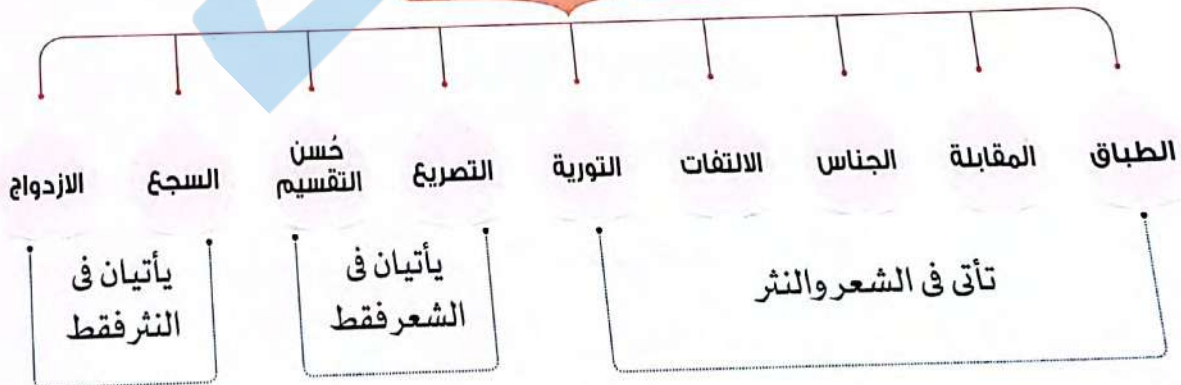 الطباق
المقابلة
الجناس
الالتفات
التورية
التصريع
حُسن
التقسيم
السجع
الازدواج
تأتى فى الشعر والنثر
يأتيان فى
الشعر فقط
يأتيان فى
النثر فقط